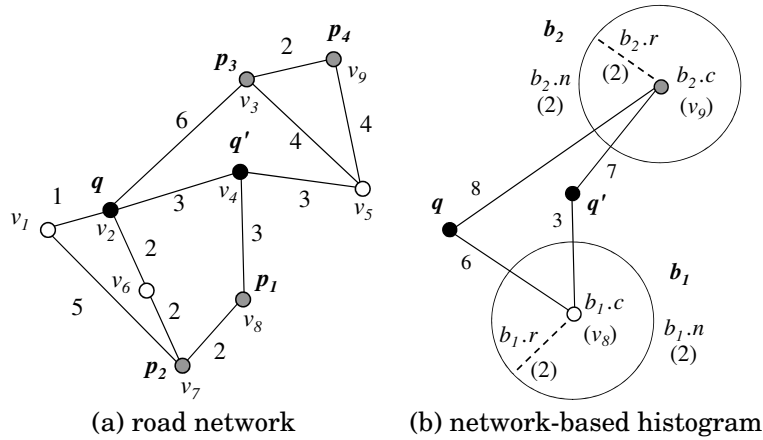 p₃
2
p₄
v₉
v₃
6
4
4
q'
v₄
3
1
q
3
v₁
v₂
v₅
2
3
v₆
5
2
p₁
v₈
2
p₂
v₇
(a) road network
b₂
b₂.r
b₂.n
(2)
(2)
b₂.c
(v₉)
7
8
q
q'
3
6
b₁
b₁.c
b₁.r
(v₈)
b₁.n
(2)
(2)
(b) network-based histogram